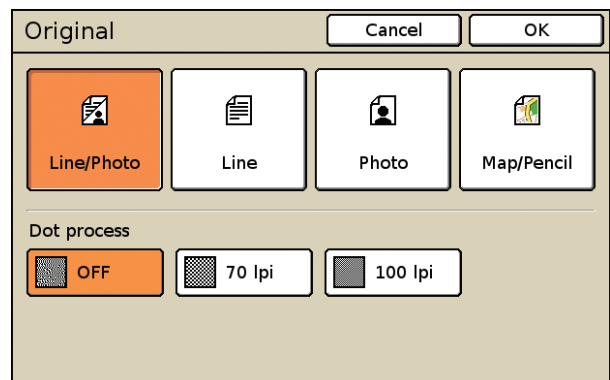 Original Cancel OK
Line/Photo Line Photo Map/Pencil
Dot process
OFF 70 lpi 100 lpi